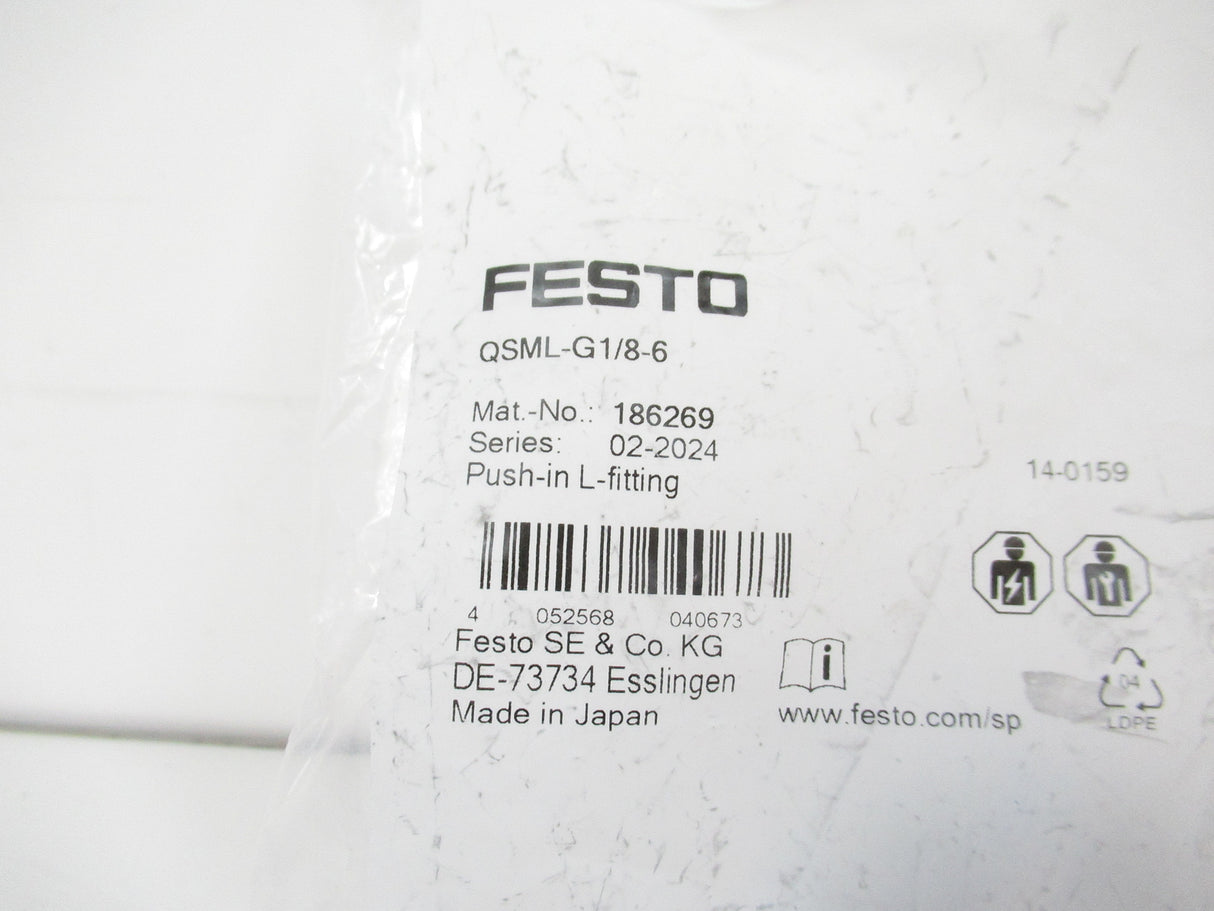 FESTO
QSML-G1/8-6
Mat.-No.: 186269
Series: 02-2024
Push-in L-fitting
14-0159
4 052568 040673
Festo SE & Co. KG
DE-73734 Esslingen
Made in Japan
i
www.festo.com/sp
04
LDPE